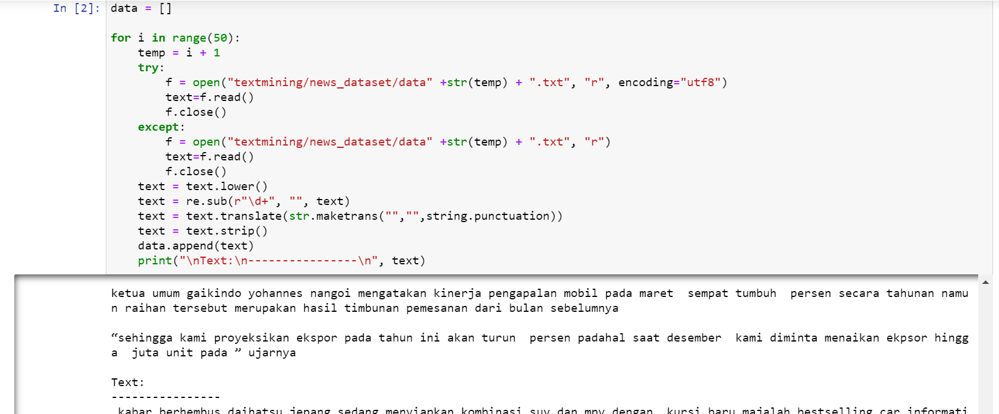 In [2]: data = []
for i in range(50):
    temp = i + 1
    try:
        f = open("textmining/news_dataset/data" +str(temp) + ".txt", "r", encoding="utf8")
        text=f.read()
        f.close()
    except:
        f = open("textmining/news_dataset/data" +str(temp) + ".txt", "r")
        text=f.read()
        f.close()
    text = text.lower()
    text = re.sub(r"\d+", "", text)
    text = text.translate(str.maketrans("","",string.punctuation))
    text = text.strip()
    data.append(text)
    print("\nText:\n----------------\n", text)
ketua umum gaikindo yohannes nangoi mengatakan kinerja pengapalan mobil pada maret  sempat tumbuh  persen secara tahunan namu
n raihan tersebut merupakan hasil timbunan pemesanan dari bulan sebelumnya
“sehingga kami proyeksikan ekspor pada tahun ini akan turun  persen padahal saat desember  kami diminta menaikan ekpsor hingg
a  juta unit pada ” ujarnya
Text:
----------------
kabar berhembus daihatsu jepang sedang menyiapkan kombinasi suv dan mpv dengan  kursi baru majalah bestselling car informati